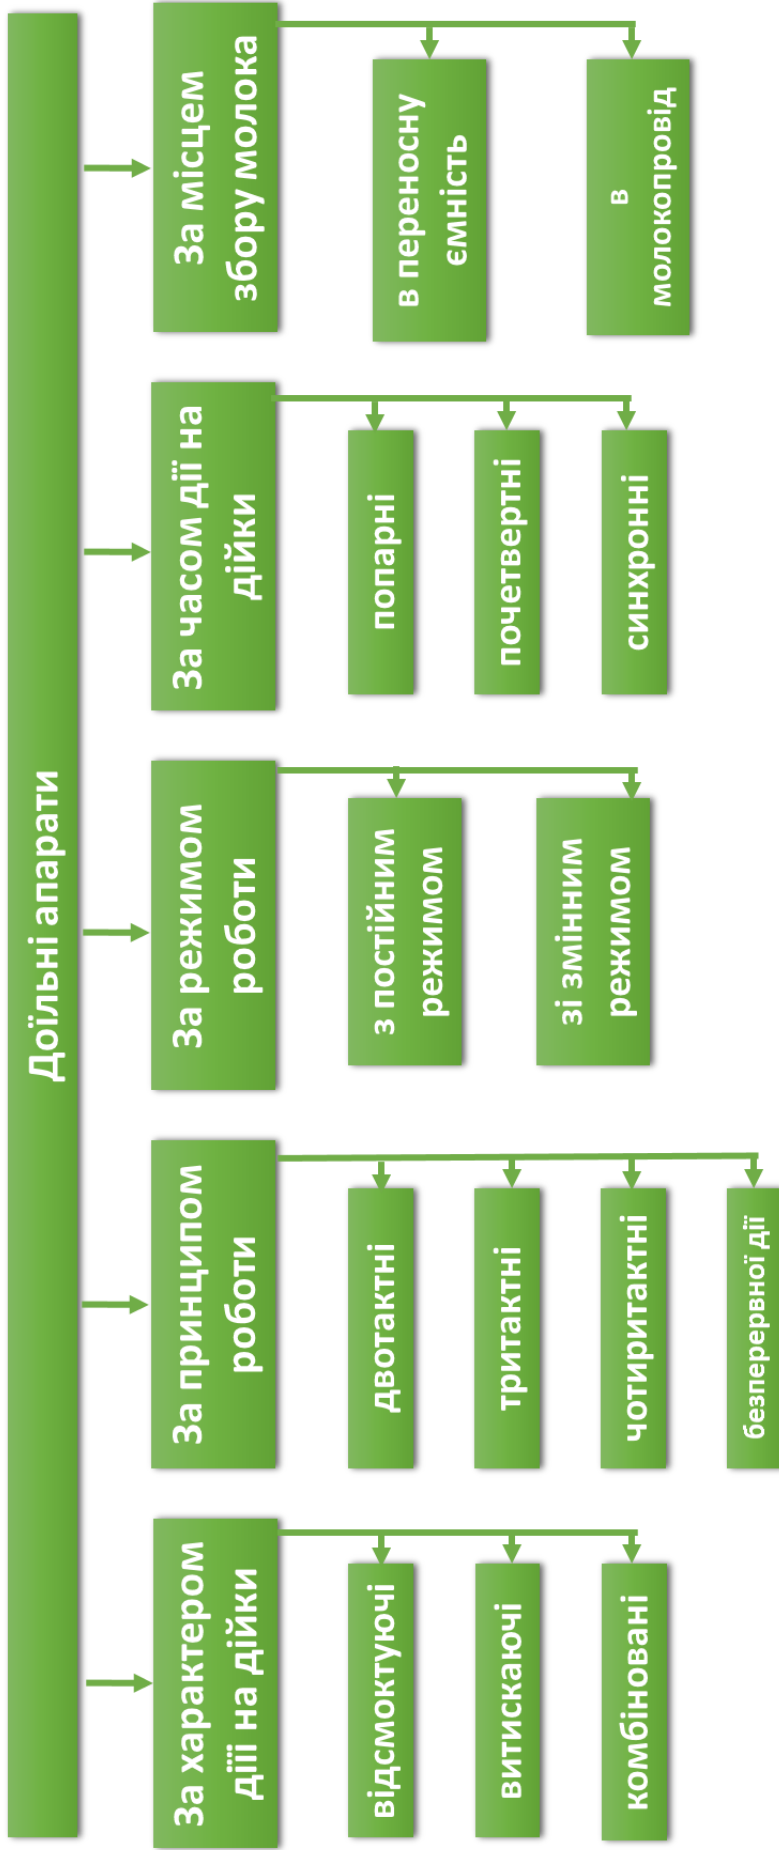 Доїльні апарати
За характером
дїії на дійки
відсмоктуючі
витискаючі
комбіновані
За принципом
роботи
двотактні
тритактні
чотиритактні
безперервної дії
За режимом
роботи
з постійним
режимом
зі змінним
режимом
За часом дії на
дійки
попарні
почетвертні
синхронні
За місцем
збору молока
в переносну
ємність
в
молокопровід